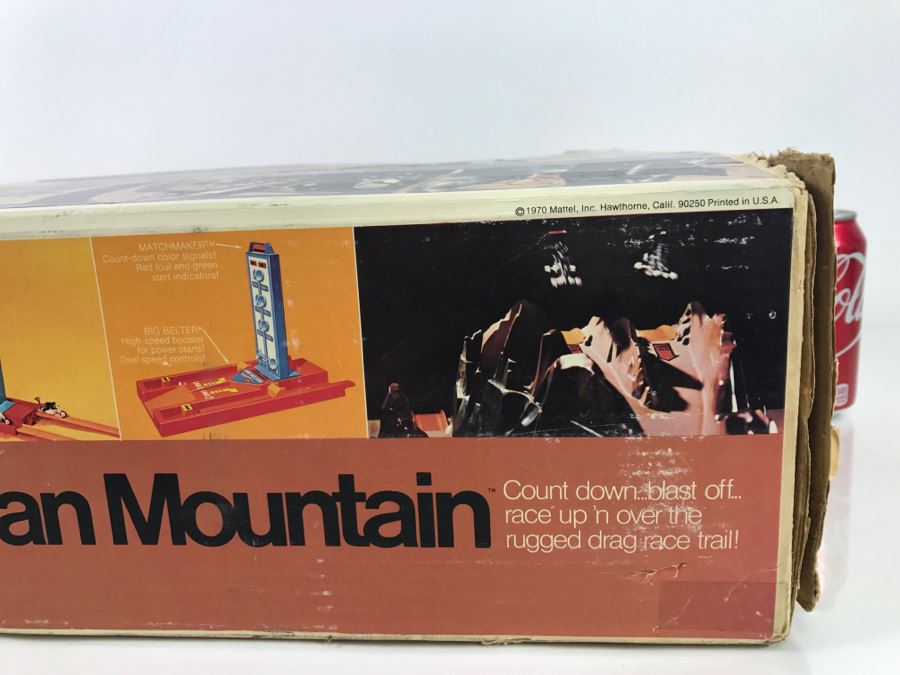 ©1970 Mattel, Inc. Hawthorne, Calif. 90250 Printed in U.S.A.
MATCHMAKER™
Count-down color signals!
Red foul and green
start indicators!
BIG BELTER™
High-speed booster
for power starts!
Dual speed controls!
an Mountain™
Count down...blast off...
race up 'n over the
rugged drag race trail!